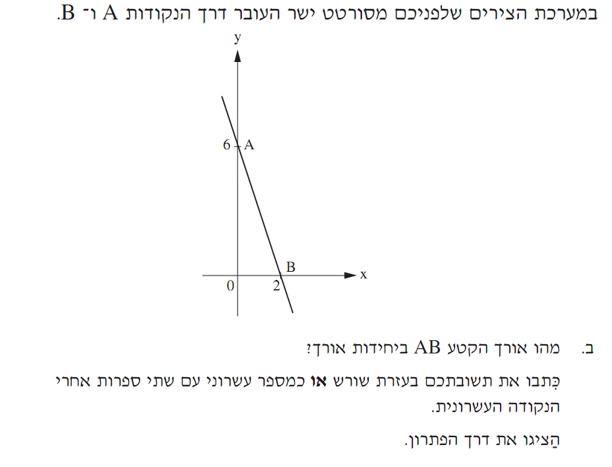 במערכת הצירים שלפניכם מסורטט ישר העובר דרך הנקודות A ו־ B.
y
6
A
B
x
0
2
ב. מהו אורך הקטע AB ביחידות אורך?
כִּתבו את תשובתכם בעזרת שורש או כמספר עשרוני עם שתי ספרות אחרי
הנקודה העשרונית.
הַציגו את דרך הפתרון.